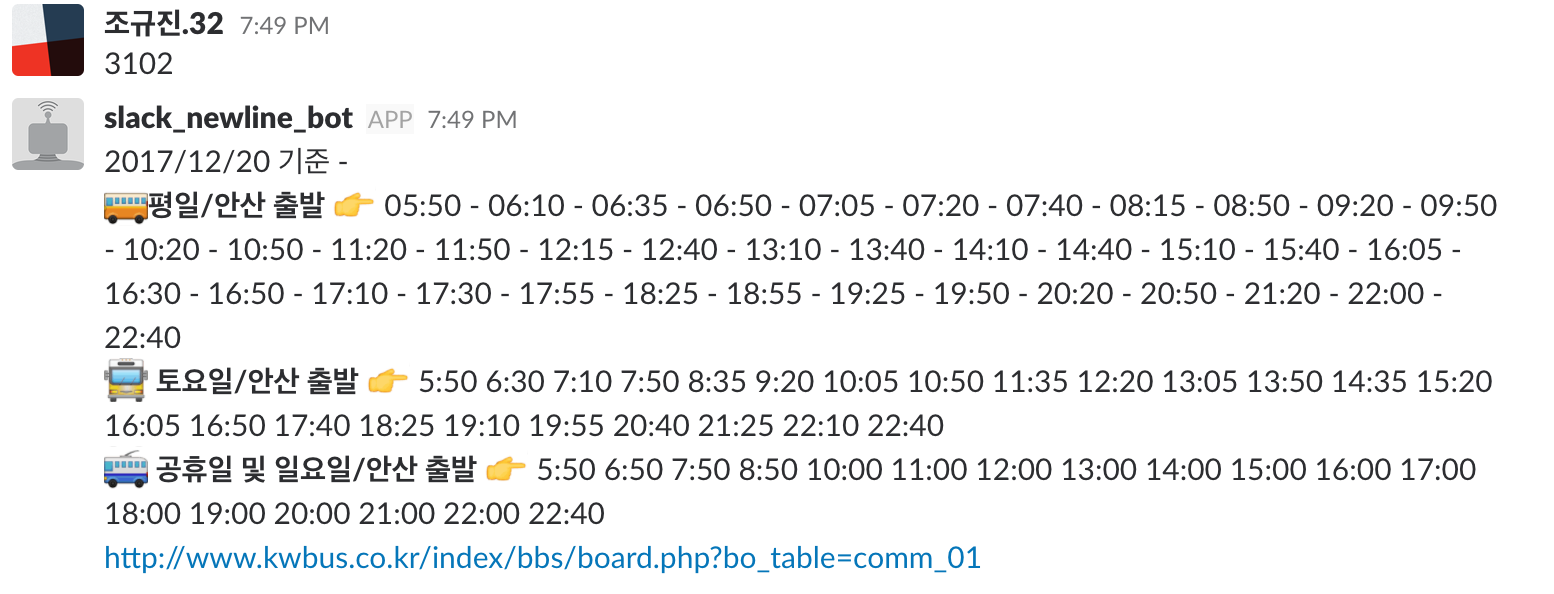 조규진.32 7:49 PM
3102
slack_newline_bot APP 7:49 PM
2017/12/20 기준 -
평일/안산 출발 👉 05:50 - 06:10 - 06:35 - 06:50 - 07:05 - 07:20 - 07:40 - 08:15 - 08:50 - 09:20 - 09:50
- 10:20 - 10:50 - 11:20 - 11:50 - 12:15 - 12:40 - 13:10 - 13:40 - 14:10 - 14:40 - 15:10 - 15:40 - 16:05 -
16:30 - 16:50 - 17:10 - 17:30 - 17:55 - 18:25 - 18:55 - 19:25 - 19:50 - 20:20 - 20:50 - 21:20 - 22:00 -
22:40
토요일/안산 출발 👉 5:50 6:30 7:10 7:50 8:35 9:20 10:05 10:50 11:35 12:20 13:05 13:50 14:35 15:20
16:05 16:50 17:40 18:25 19:10 19:55 20:40 21:25 22:10 22:40
공휴일 및 일요일/안산 출발 👉 5:50 6:50 7:50 8:50 10:00 11:00 12:00 13:00 14:00 15:00 16:00 17:00
18:00 19:00 20:00 21:00 22:00 22:40
http://www.kwbus.co.kr/index/bbs/board.php?bo_table=comm_01